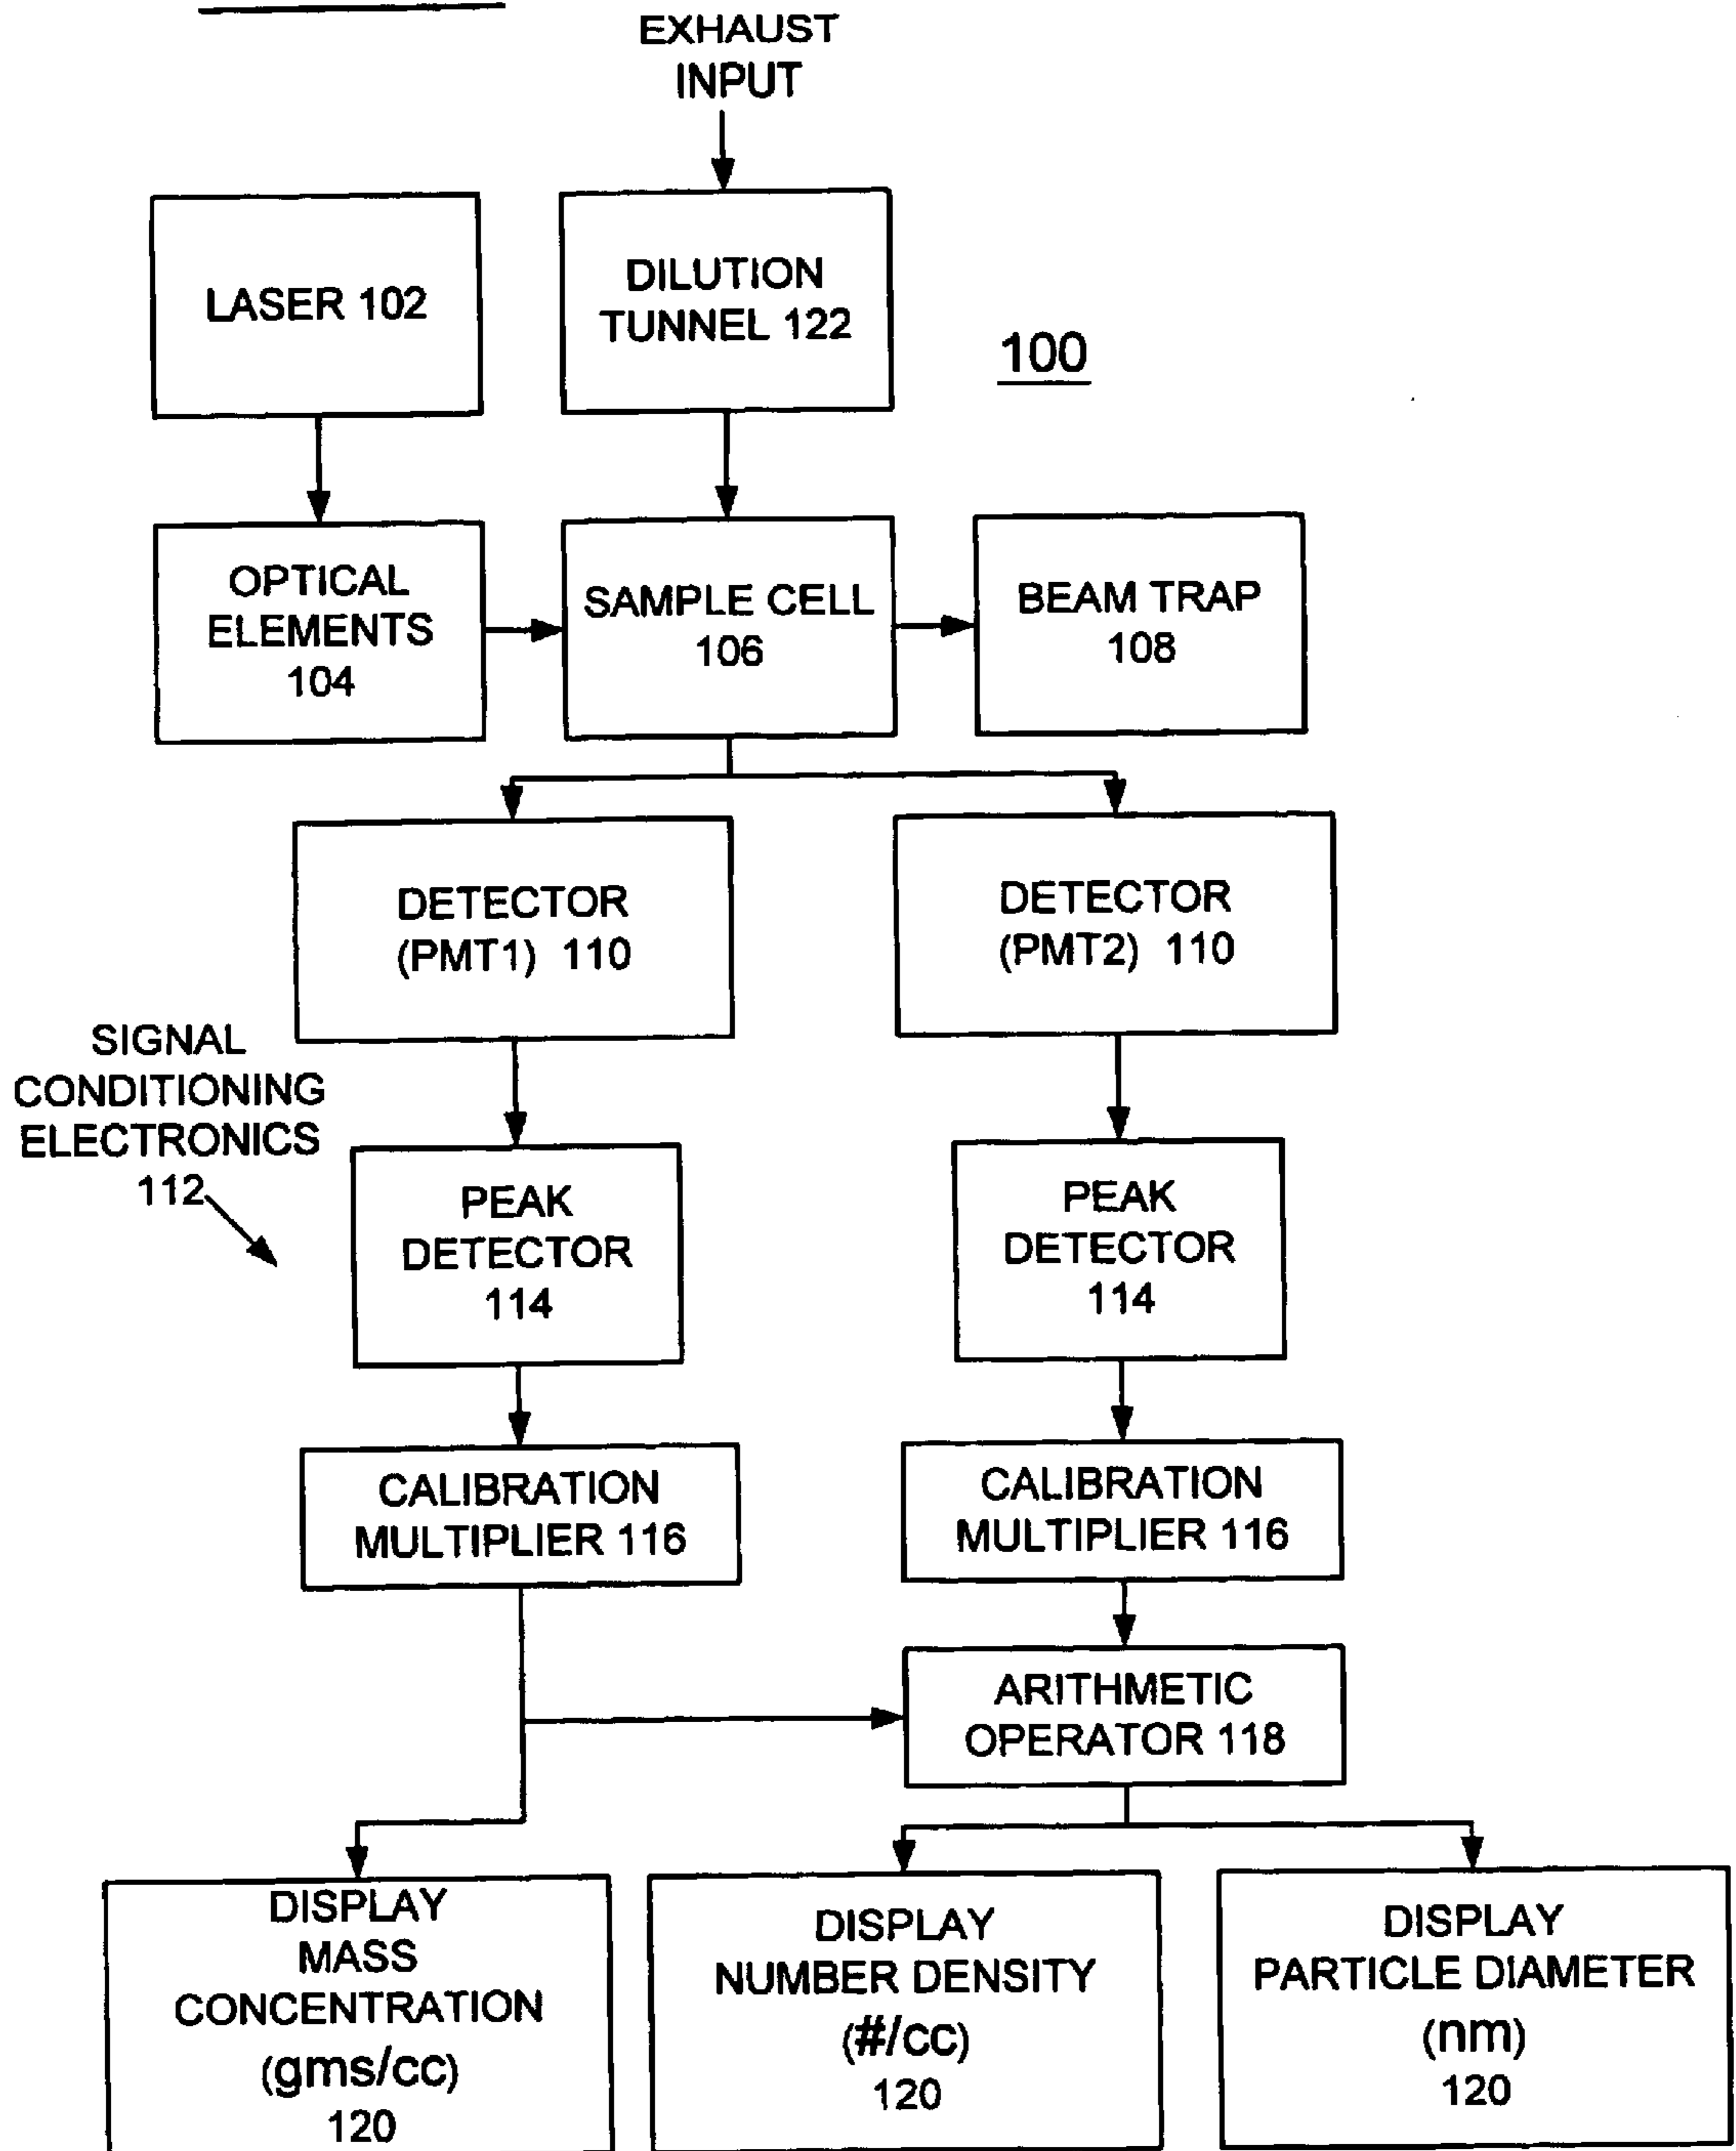 EXHAUST
INPUT
LASER 102
DILUTION
TUNNEL 122
100
OPTICAL
ELEMENTS
104
SAMPLE CELL
106
BEAM TRAP
108
DETECTOR
(PMT1) 110
DETECTOR
(PMT2) 110
SIGNAL
CONDITIONING
ELECTRONICS
112
PEAK
DETECTOR
114
PEAK
DETECTOR
114
CALIBRATION
MULTIPLIER 116
CALIBRATION
MULTIPLIER 116
ARITHMETIC
OPERATOR 118
DISPLAY
MASS
CONCENTRATION
(gms/cc)
120
DISPLAY
NUMBER DENSITY
(#/cc)
120
DISPLAY
PARTICLE DIAMETER
(nm)
120